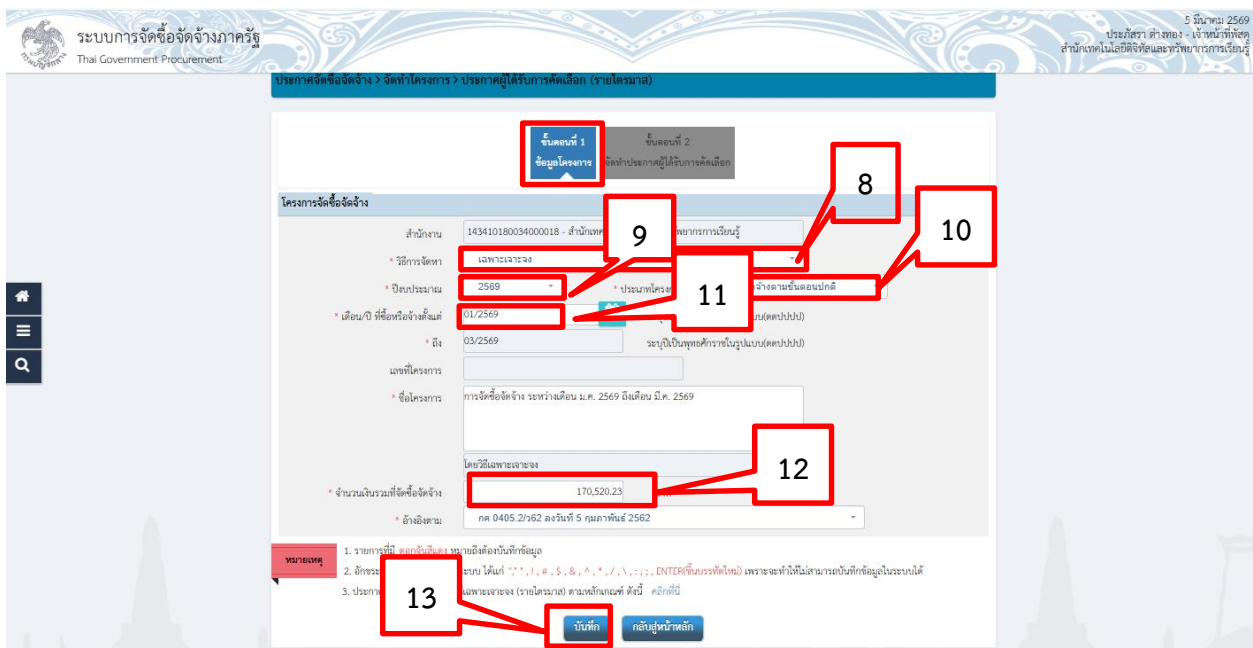 5 มีนาคม 2569
ระบบการจัดซื้อจัดจ้างภาครัฐ
ประภัสรา ต่างทอง - เจ้าหน้าที่พัสดุ
Thai Government Procurement
สำนักเทคโนโลยีดิจิทัลและทรัพยากรการเรียนรู้
ประกาศจัดซื้อจัดจ้าง > จัดทำโครงการ > ประกาศผู้ได้รับการคัดเลือก (รายไตรมาส)
ขั้นตอนที่ 1
ข้อมูลโครงการ
ขั้นตอนที่ 2
จัดทำประกาศผู้ได้รับการคัดเลือก
8
โครงการจัดซื้อจัดจ้าง
9
10
สำนักงาน 143410180034000018 - สำนักเทค พยากรการเรียนรู้
* วิธีการจัดหา เฉพาะเจาะจง
11
* ปีงบประมาณ 2569 * ประเภทโครง จ้างตามขั้นตอนปกติ
* เดือน/ปี ที่ซื้อหรือจ้างตั้งแต่ 01/2569 บบ(ดดปปปป)
* ถึง 03/2569 ระบุปีเป็นพุทธศักราชในรูปแบบ(ดดปปปป)
เลขที่โครงการ
* ชื่อโครงการ การจัดซื้อจัดจ้าง ระหว่างเดือน ม.ค. 2569 ถึงเดือน มี.ค. 2569
โดยวิธีเฉพาะเจาะจง
12
* จำนวนเงินรวมที่จัดซื้อจัดจ้าง 170,520.23
* อ้างอิงตาม กค 0405.2/ว62 ลงวันที่ 5 กุมภาพันธ์ 2562
หมายเหตุ
1. รายการที่มี ดอกจันสีแดง หมายถึงต้องบันทึกข้อมูล
2. อักขระ ะบบ ได้แก่ "," , ! , # , $ , & , ^ , * , / , \ , : , ; , ENTER(ขึ้นบรรทัดใหม่) เพราะจะทำให้ไม่สามารถบันทึกข้อมูลในระบบได้
3. ประกา เฉพาะเจาะจง (รายไตรมาส) ตามหลักเกณฑ์ ดังนี้ คลิกที่นี่
13
บันทึก กลับสู่หน้าหลัก